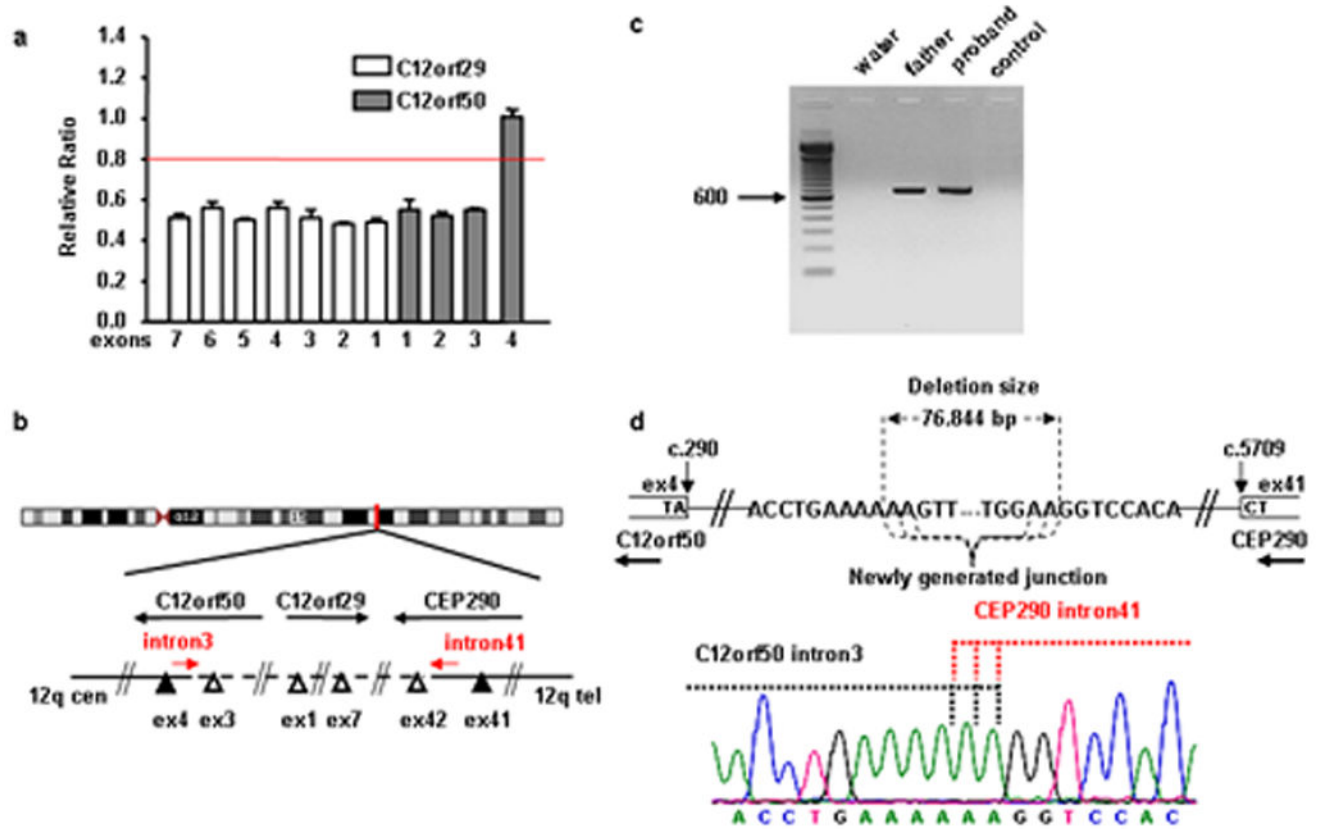 a
1.4
1.2
1.0
0.8
0.6
0.4
0.2
0.0
Relative Ratio
C12orf29
C12orf50
exons 7 6 5 4 3 2 1 1 2 3 4
b
q12
15
C12orf50 C12orf29 CEP290
intron3 intron41
12q cen 12q tel
ex4 ex3 ex1 ex7 ex42 ex41
c
water father proband control
600
d
Deletion size
76.844 bp
c.290 c.5709
ex4 ex41
TA ACCTGAAAAAAGTT...TGGAAGGTCCACA CT
C12orf50 CEP290
Newly generated junction
CEP290 intron41
C12orf50 intron3
A C C T G A A A A A A G G T C C A C